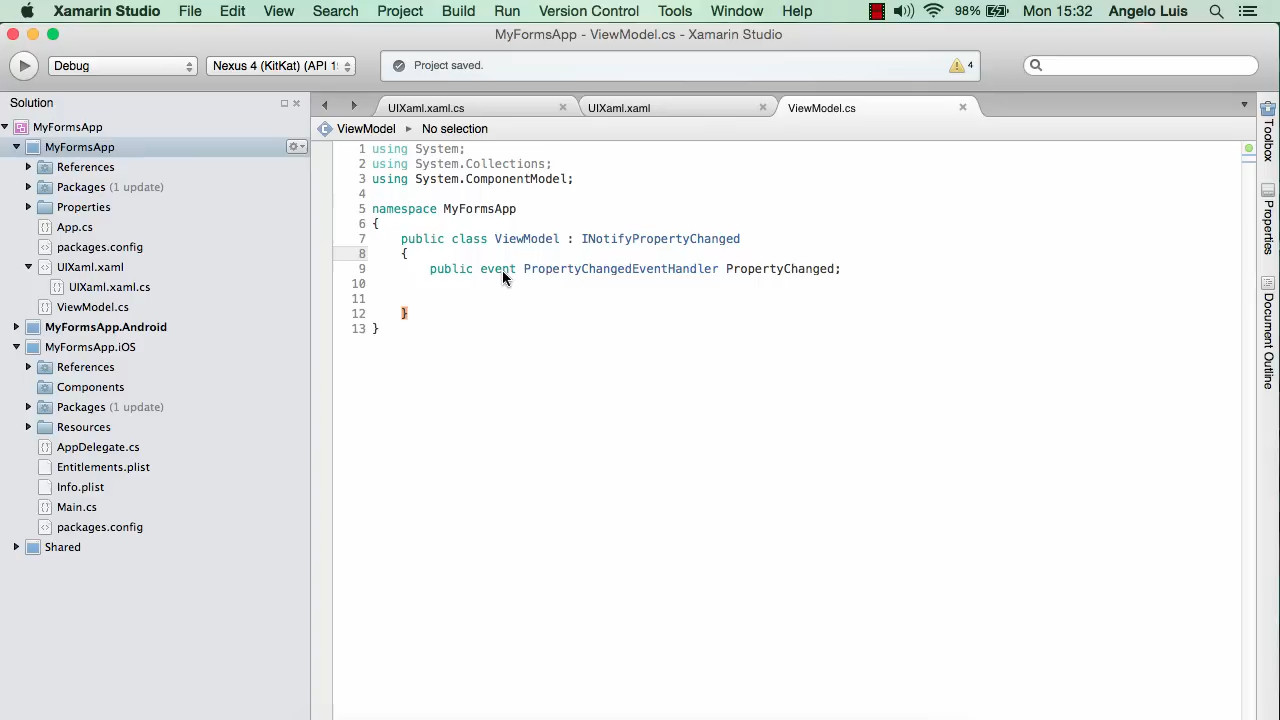 Xamarin Studio File Edit View Search Project Build Run Version Control Tools Window Help 98% Mon 15:32 Angelo Luis
MyFormsApp - ViewModel.cs - Xamarin Studio
Debug Nexus 4 (KitKat) (API 1 Project saved. 4
Solution
MyFormsApp
MyFormsApp
References
Packages (1 update)
Properties
App.cs
packages.config
UIXaml.xaml
UIXaml.xaml.cs
ViewModel.cs
MyFormsApp.Android
MyFormsApp.iOS
References
Components
Packages (1 update)
Resources
AppDelegate.cs
Entitlements.plist
Info.plist
Main.cs
packages.config
Shared
UIXaml.xaml.cs UIXaml.xaml ViewModel.cs
ViewModel No selection
1 using System;
2 using System.Collections;
3 using System.ComponentModel;
4
5 namespace MyFormsApp
6 {
7 public class ViewModel : INotifyPropertyChanged
8 {
9 public event PropertyChangedEventHandler PropertyChanged;
10
11
12 }
13 }
Toolbox
Properties
Document Outline